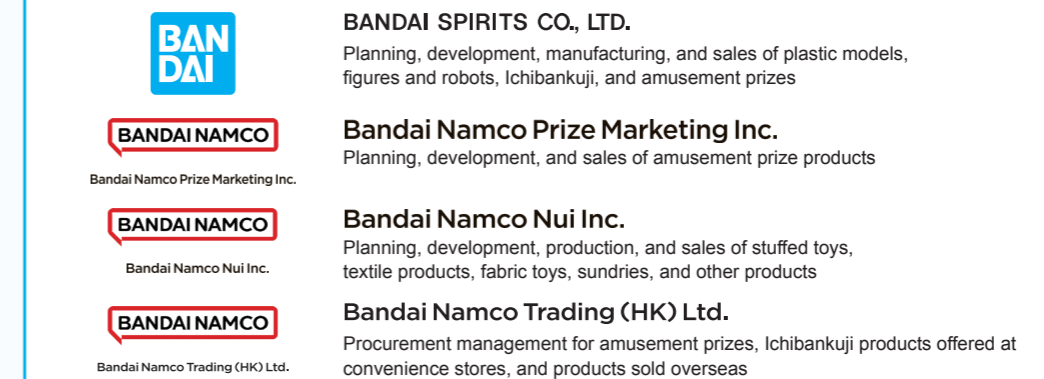 BAN
DAI
BANDAI SPIRITS CO., LTD.
Planning, development, manufacturing, and sales of plastic models,
figures and robots, Ichibankuji, and amusement prizes
BANDAI NAMCO
Bandai Namco Prize Marketing Inc.
Bandai Namco Prize Marketing Inc.
Planning, development, and sales of amusement prize products
BANDAI NAMCO
Bandai Namco Nui Inc.
Bandai Namco Nui Inc.
Planning, development, production, and sales of stuffed toys,
textile products, fabric toys, sundries, and other products
BANDAI NAMCO
Bandai Namco Trading (HK) Ltd.
Bandai Namco Trading (HK) Ltd.
Procurement management for amusement prizes, Ichibankuji products offered at
convenience stores, and products sold overseas